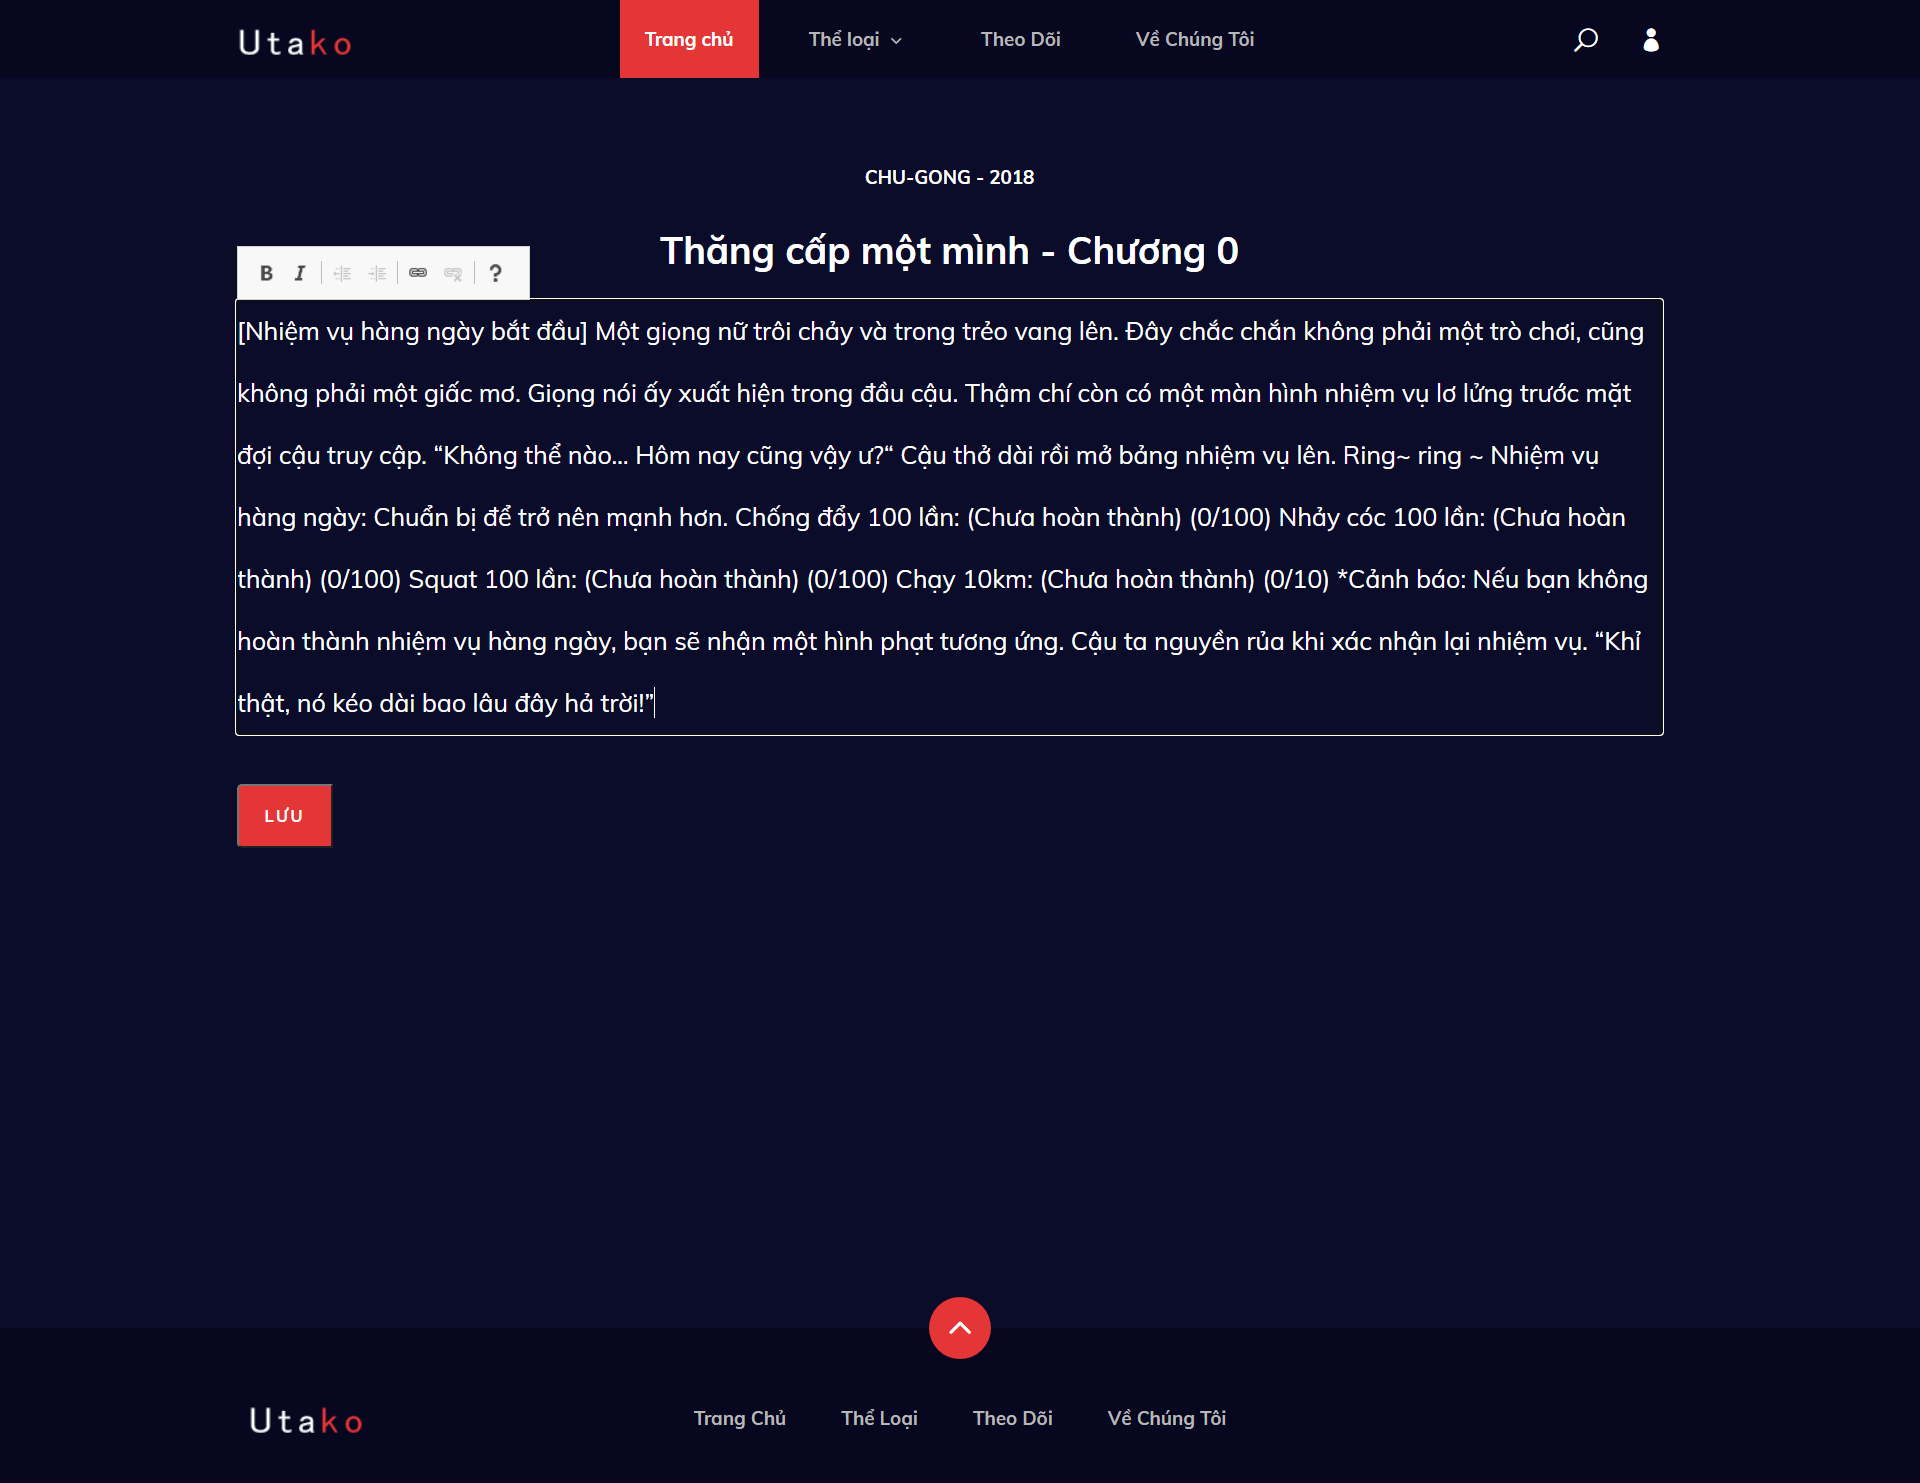 Utako
Trang chủ
Thể loại
Theo Dõi
Về Chúng Tôi
CHU-GONG - 2018
Thăng cấp một mình - Chương 0
B I ?
[Nhiệm vụ hàng ngày bắt đầu] Một giọng nữ trôi chảy và trong trẻo vang lên. Đây chắc chắn không phải một trò chơi, cũng
không phải một giấc mơ. Giọng nói ấy xuất hiện trong đầu cậu. Thậm chí còn có một màn hình nhiệm vụ lơ lửng trước mặt
đợi cậu truy cập. “Không thể nào... Hôm nay cũng vậy ư?“ Cậu thở dài rồi mở bảng nhiệm vụ lên. Ring~ ring ~ Nhiệm vụ
hàng ngày: Chuẩn bị để trở nên mạnh hơn. Chống đẩy 100 lần: (Chưa hoàn thành) (0/100) Nhảy cóc 100 lần: (Chưa hoàn
thành) (0/100) Squat 100 lần: (Chưa hoàn thành) (0/100) Chạy 10km: (Chưa hoàn thành) (0/10) *Cảnh báo: Nếu bạn không
hoàn thành nhiệm vụ hàng ngày, bạn sẽ nhận một hình phạt tương ứng. Cậu ta nguyền rủa khi xác nhận lại nhiệm vụ. “Khỉ
thật, nó kéo dài bao lâu đây hả trời!”
LƯU
Utako
Trang Chủ
Thể Loại
Theo Dõi
Về Chúng Tôi